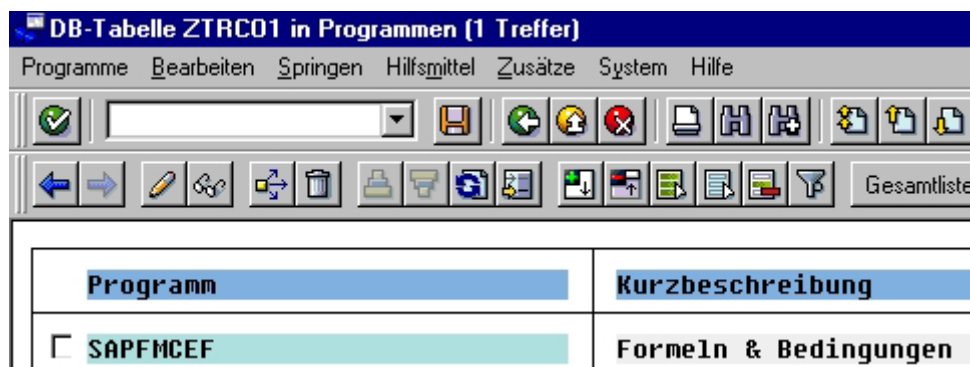 DB-Tabelle ZTRC01 in Programmen (1 Treffer)
Programme Bearbeiten Springen Hilfsmittel Zusätze System Hilfe
Gesamtliste
Programm Kurzbeschreibung
SAPFMCEF Formeln & Bedingungen